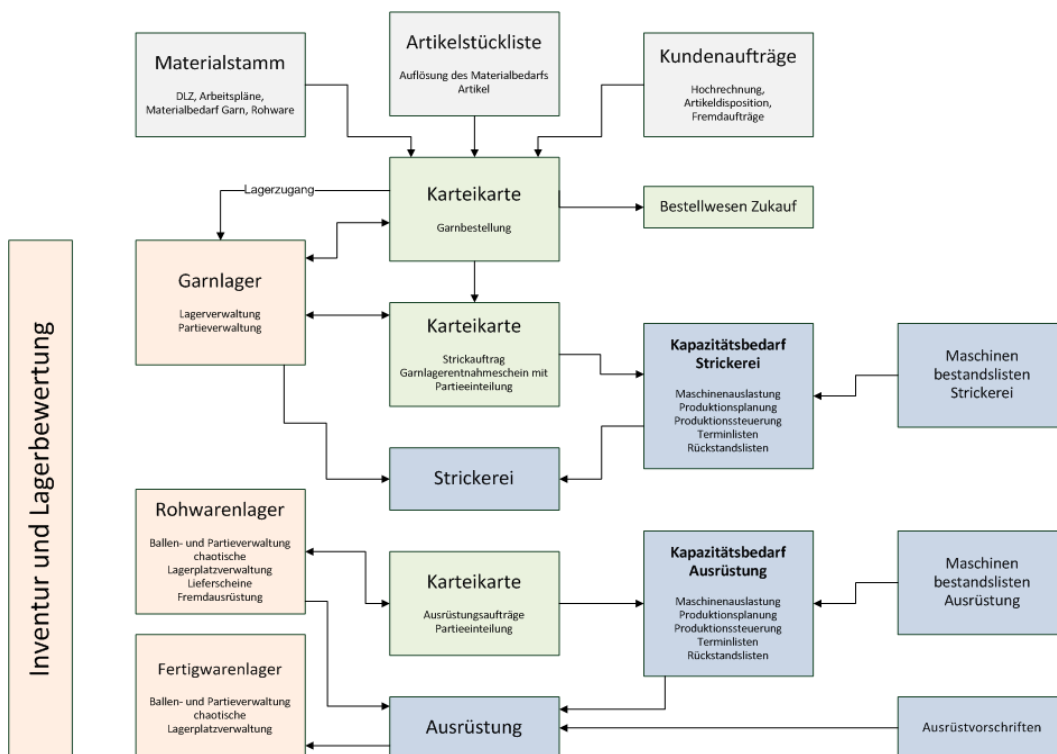 Materialstamm
DLZ, Arbeitspläne,
Materialbedarf Garn, Rohware
Artikelstückliste
Auflösung des Materialbedarfs
Artikel
Kundenaufträge
Hochrechnung,
Artikeldisposition,
Fremdaufträge
Lagerzugang
Karteikarte
Garnbestellung
Bestellwesen Zukauf
Inventur und Lagerbewertung
Garnlager
Lagerverwaltung
Partieverwaltung
Karteikarte
Strickauftrag
Garnlagerentnahmeschein mit
Partieeinteilung
Kapazitätsbedarf
Strickerei
Maschinenauslastung
Produktionsplanung
Produktionssteuerung
Terminlisten
Rückstandslisten
Maschinen
bestandslisten
Strickerei
Strickerei
Rohwarenlager
Ballen- und Partieverwaltung
chaotische
Lagerplatzverwaltung
Lieferscheine
Fremdausrüstung
Karteikarte
Ausrüstungsaufträge
Partieeinteilung
Kapazitätsbedarf
Ausrüstung
Maschinenauslastung
Produktionsplanung
Produktionssteuerung
Terminlisten
Rückstandslisten
Maschinen
bestandslisten
Ausrüstung
Fertigwarenlager
Ballen- und Partieverwaltung
chaotische
Lagerplatzverwaltung
Ausrüstung
Ausrüstvorschriften